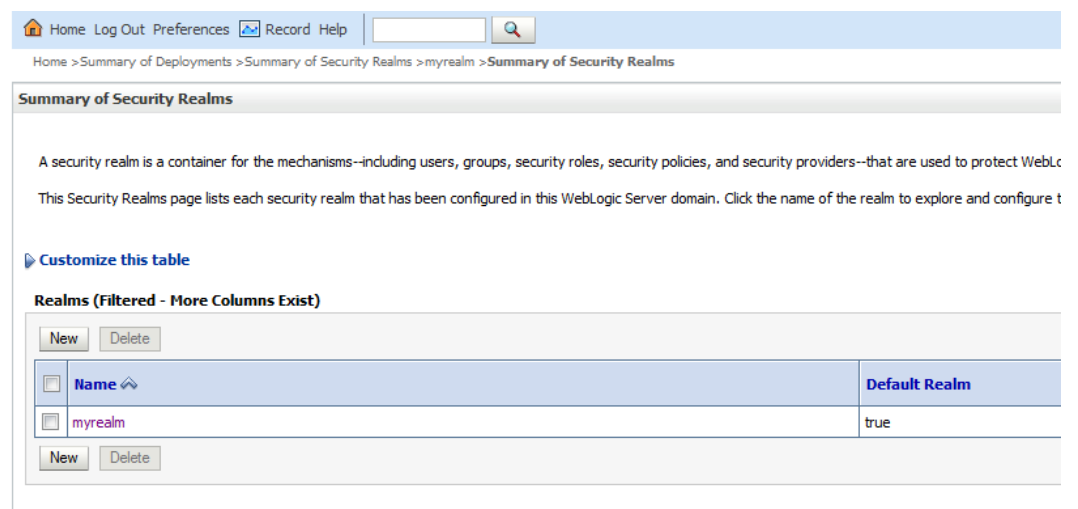 Home Log Out Preferences Record Help
Home >Summary of Deployments >Summary of Security Realms >myrealm >Summary of Security Realms
Summary of Security Realms
A security realm is a container for the mechanisms--including users, groups, security roles, security policies, and security providers--that are used to protect
This Security Realms page lists each security realm that has been configured in this WebLogic Server domain. Click the name of the realm to explore and configure
Customize this table
Realms (Filtered - More Columns Exist)
New Delete
Name Default Realm
myrealm true
New Delete